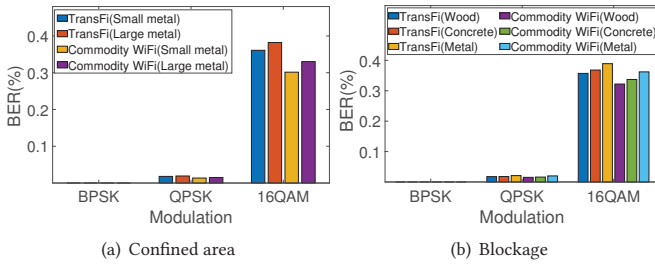 TransFi(Small metal)
TransFi(Large metal)
Commodity WiFi(Small metal)
Commodity WiFi(Large metal)
0.4
0.3
0.2
0.1
BER(%)
BPSK QPSK 16QAM
Modulation
(a) Confined area
TransFi(Wood) Commodity WiFi(Wood)
TransFi(Concrete) Commodity WiFi(Concrete)
TransFi(Metal) Commodity WiFi(Metal)
0.4
0.3
0.2
0.1
BER(%)
BPSK QPSK 16QAM
Modulation
(b) Blockage